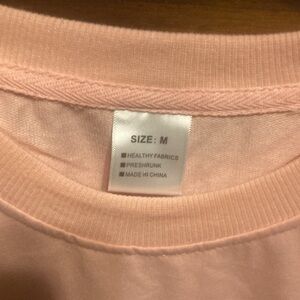 SIZE: M
■HEALTHY FABRICS
■PRESHRUNK
■MADE IN CHINA